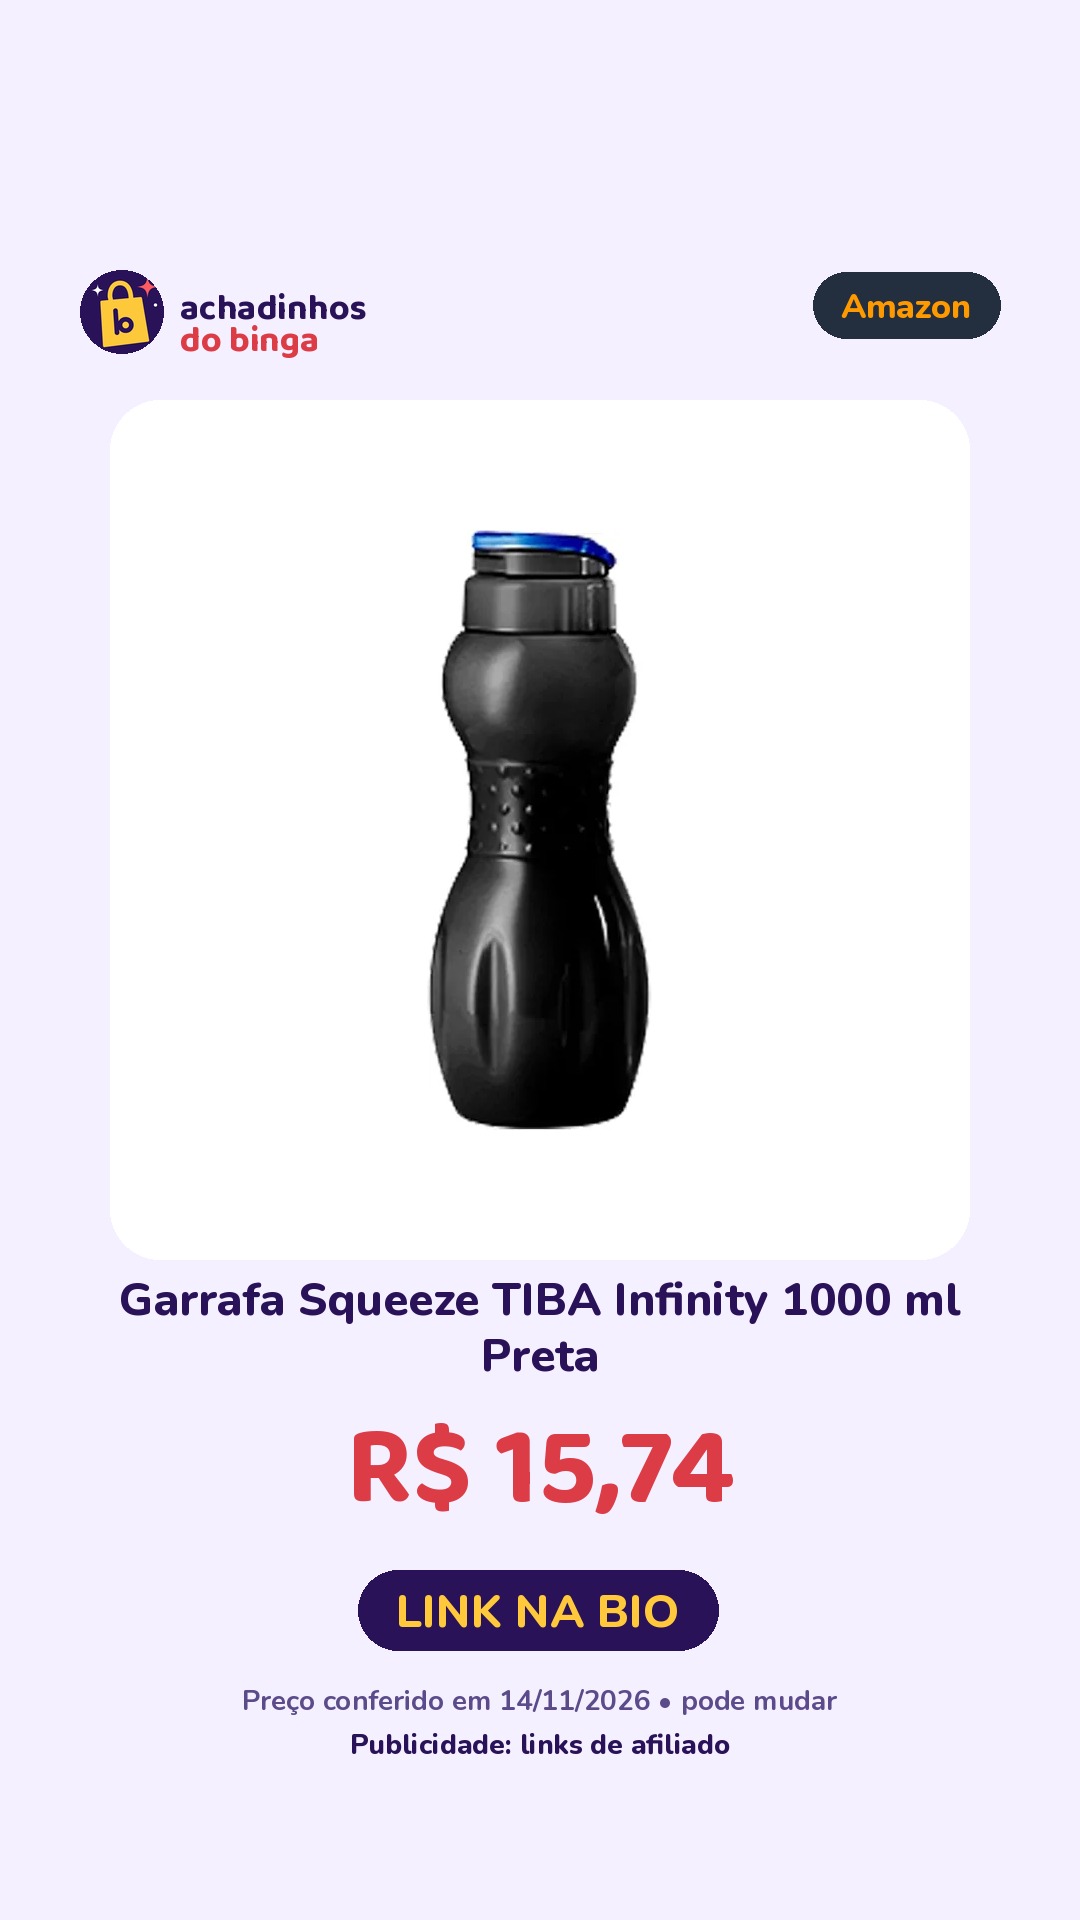 b
achadinhos
do binga
Amazon
Garrafa Squeeze TIBA Infinity 1000 ml
Preta
R$ 15,74
LINK NA BIO
Preço conferido em 14/11/2026 • pode mudar
Publicidade: links de afiliado